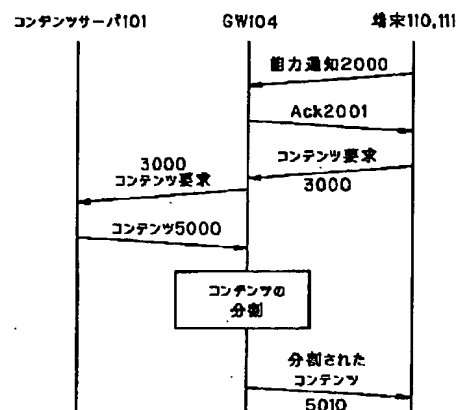 コンテンツサーバ101 GW104 端末110,111
能力通知2000
Ack2001
コンテンツ要求
3000
3000
コンテンツ要求
コンテンツ5000
コンテンツの
分割
分割された
コンテンツ
5010